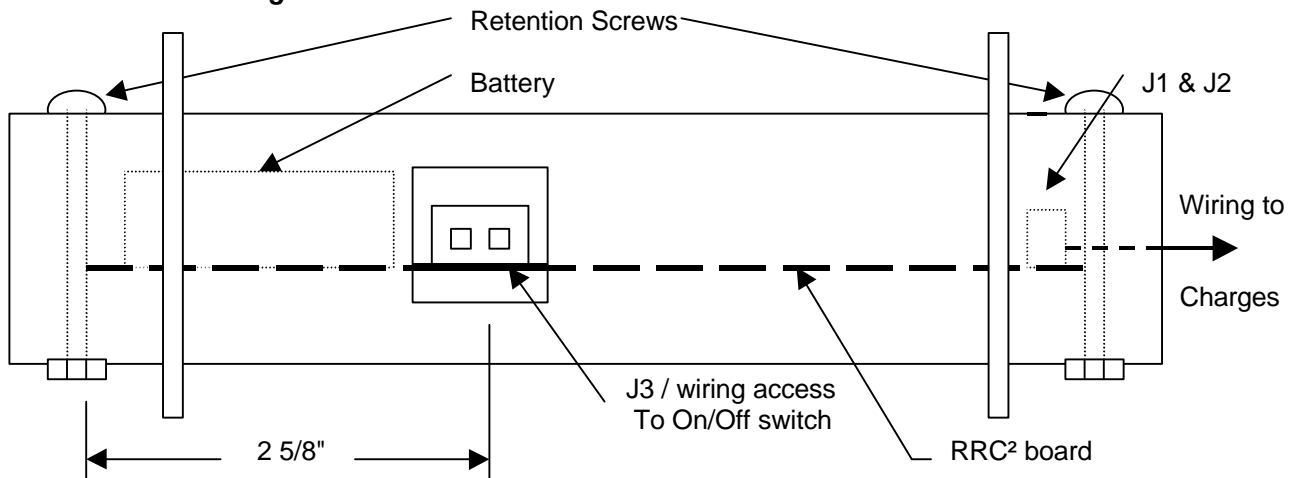 Retention Screws
Battery
J1 & J2
Wiring to
Charges
J3 / wiring access
To On/Off switch
2 5/8"
RRC² board